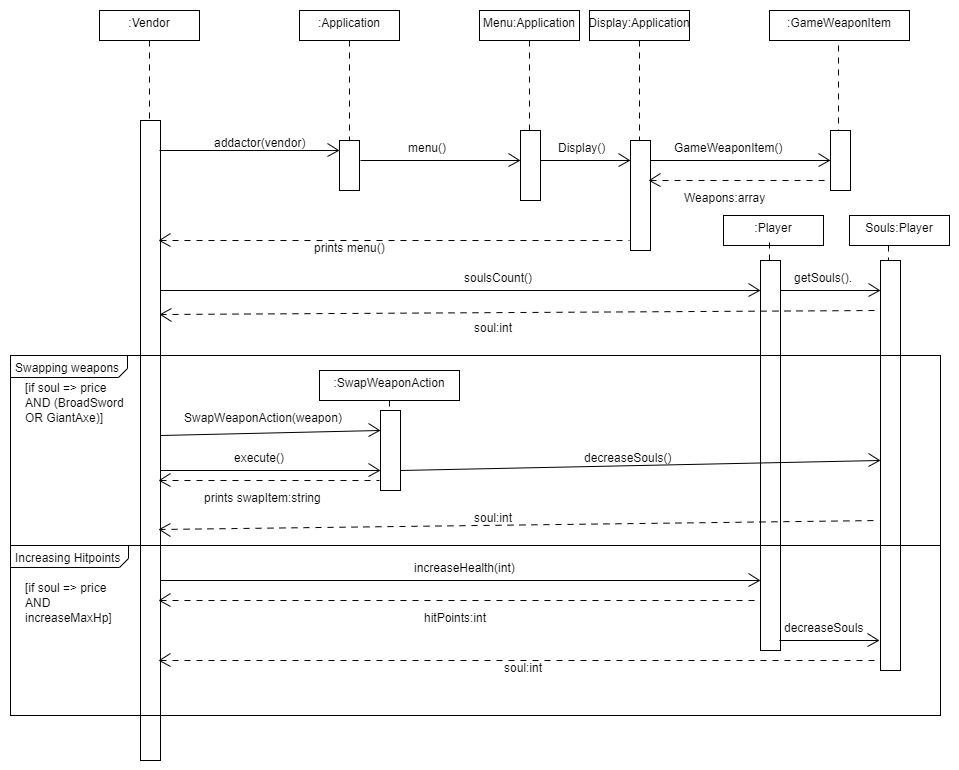 :Vendor
:Application
Menu:Application
Display:Application
:GameWeaponItem
addactor(vendor)
menu()
Display()
GameWeaponItem()
Weapons:array
prints menu()
:Player
Souls:Player
soulsCount()
getSouls().
soul:int
Swapping weapons
[if soul => price
AND (BroadSword
OR GiantAxe)]
:SwapWeaponAction
SwapWeaponAction(weapon)
execute()
decreaseSouls()
prints swapItem:string
soul:int
Increasing Hitpoints
[if soul => price
AND
increaseMaxHp]
increaseHealth(int)
hitPoints:int
decreaseSouls
soul:int